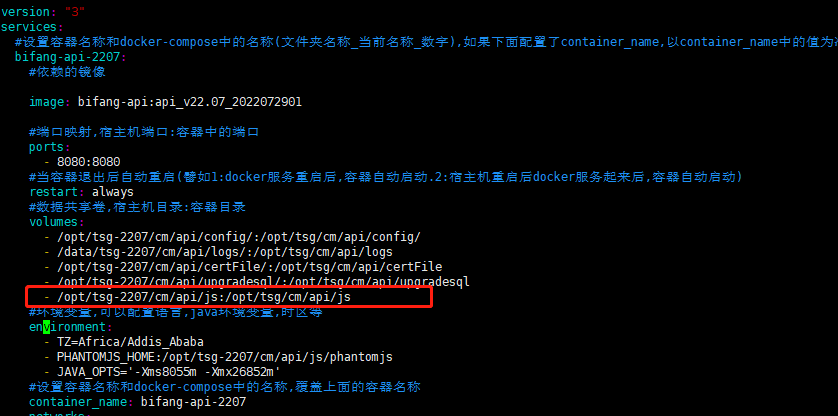 version: "3"
services:
#设置容器名称和docker-compose中的名称(文件夹名称_当前名称_数字),如果下面配置了container_name,以container_name中的值为
bifang-api-2207:
#依赖的镜像
image: bifang-api:api_v22.07_2022072901
#端口映射,宿主机端口:容器中的端口
ports:
- 8080:8080
#当容器退出后自动重启(譬如1:docker服务重启后,容器自动启动.2:宿主机重启后docker服务起来后,容器自动启动)
restart: always
#数据共享卷,宿主机目录:容器目录
volumes:
- /opt/tsg-2207/cm/api/config/:/opt/tsg/cm/api/config/
- /data/tsg-2207/cm/api/logs/:/opt/tsg/cm/api/logs
- /opt/tsg-2207/cm/api/certFile/:/opt/tsg/cm/api/certFile
- /opt/tsg-2207/cm/api/upgradesql/:/opt/tsg/cm/api/upgradesql
- /opt/tsg-2207/cm/api/js:/opt/tsg/cm/api/js
#环境变量,可以配置语言,java环境变量,时区等
environment:
- TZ=Africa/Addis_Ababa
- PHANTOMJS_HOME:/opt/tsg-2207/cm/api/js/phantomjs
- JAVA_OPTS='-Xms8055m -Xmx26852m'
#设置容器名称和docker-compose中的名称,覆盖上面的容器名称
container_name: bifang-api-2207
networks: